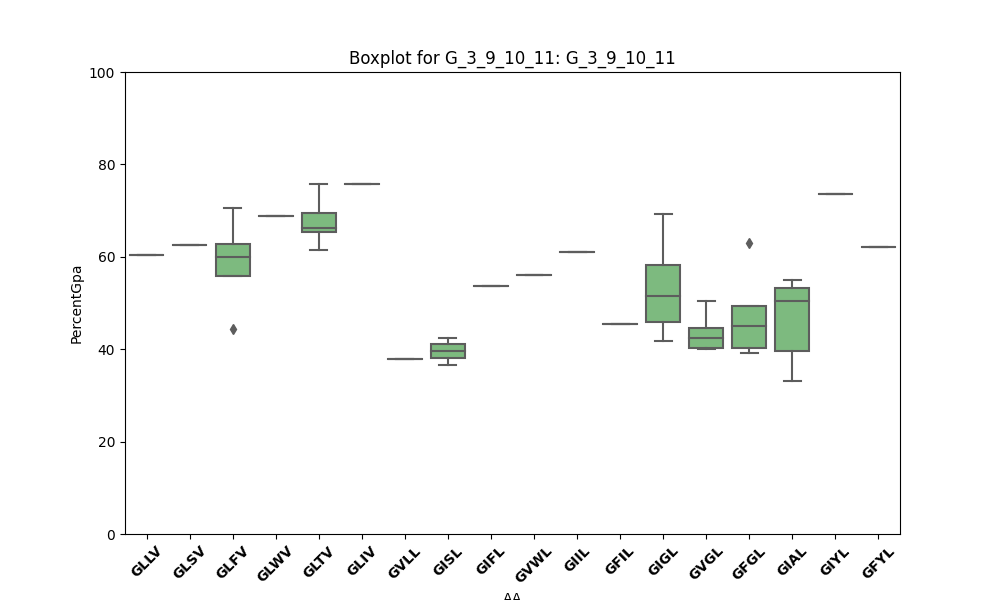 Boxplot for G_3_9_10_11: G_3_9_10_11
100
80
60
40
20
0
PercentGpa
GLLV GLSV GLFV GLWV GLTV GLIV GVLL GISL GIFL GVWL GIIL GFIL GIGL GVGL GFGL GIAL GIYL GFYL
AA